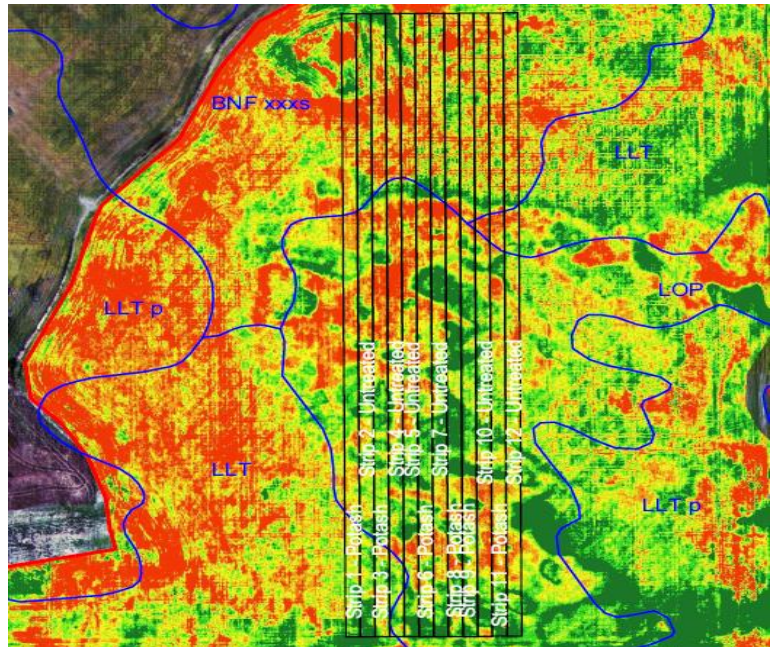 BNF xxxs
LLT
LLT p
LOP
LLT
LLT p
Strip 1 - Potash
Strip 2 - Untreated
Strip 3 - Potash
Strip 4 - Untreated
Strip 5 - Untreated
Strip 6 - Potash
Strip 7 - Untreated
Strip 8 - Potash
Strip 9 - Potash
Strip 10 - Untreated
Strip 11 - Potash
Strip 12 - Untreated